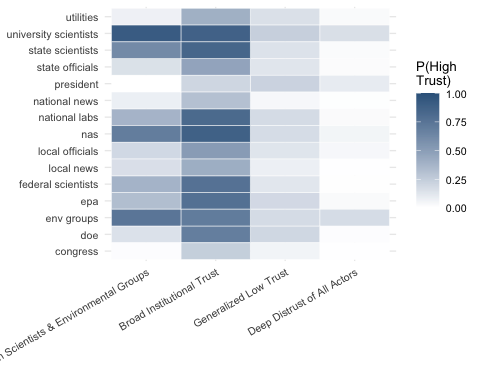 utilities
university scientists
state scientists
state officials
president
national news
national labs
nas
local officials
local news
federal scientists
epa
env groups
doe
congress
P(High
Trust)
1.00
0.75
0.50
0.25
0.00
Scientists & Environmental Groups
Broad Institutional Trust
Generalized Low Trust
Deep Distrust of All Actors